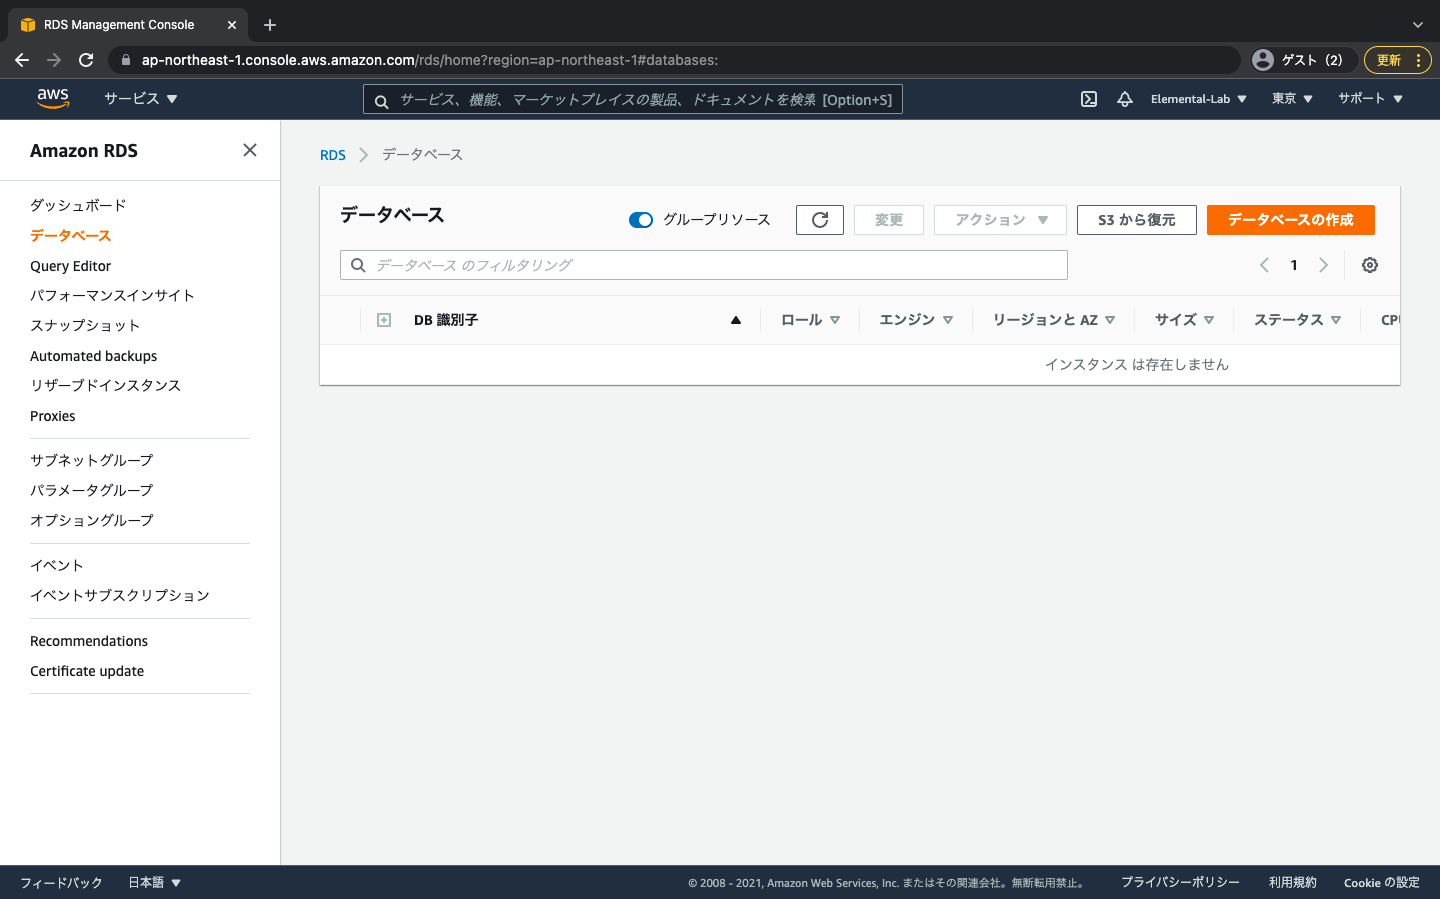 RDS Management Console
ap-northeast-1.console.aws.amazon.com/rds/home?region=ap-northeast-1#databases:
ゲスト (2)
更新
aws
サービス
サービス、機能、マーケットプレイスの製品、ドキュメントを検索 [Option+S]
Elemental-Lab
東京
サポート
Amazon RDS
ダッシュボード
データベース
Query Editor
パフォーマンスインサイト
スナップショット
Automated backups
リザーブドインスタンス
Proxies
サブネットグループ
パラメータグループ
オプショングループ
イベント
イベントサブスクリプション
Recommendations
Certificate update
RDS
データベース
データベース
グループリソース
変更
アクション
S3 から復元
データベースの作成
データベース のフィルタリング
1
DB 識別子
ロール
エンジン
リージョンと AZ
サイズ
ステータス
インスタンス は存在しません
フィードバック
日本語
© 2008 - 2021, Amazon Web Services, Inc. またはその関連会社。無断転用禁止。
プライバシーポリシー
利用規約
Cookie の設定